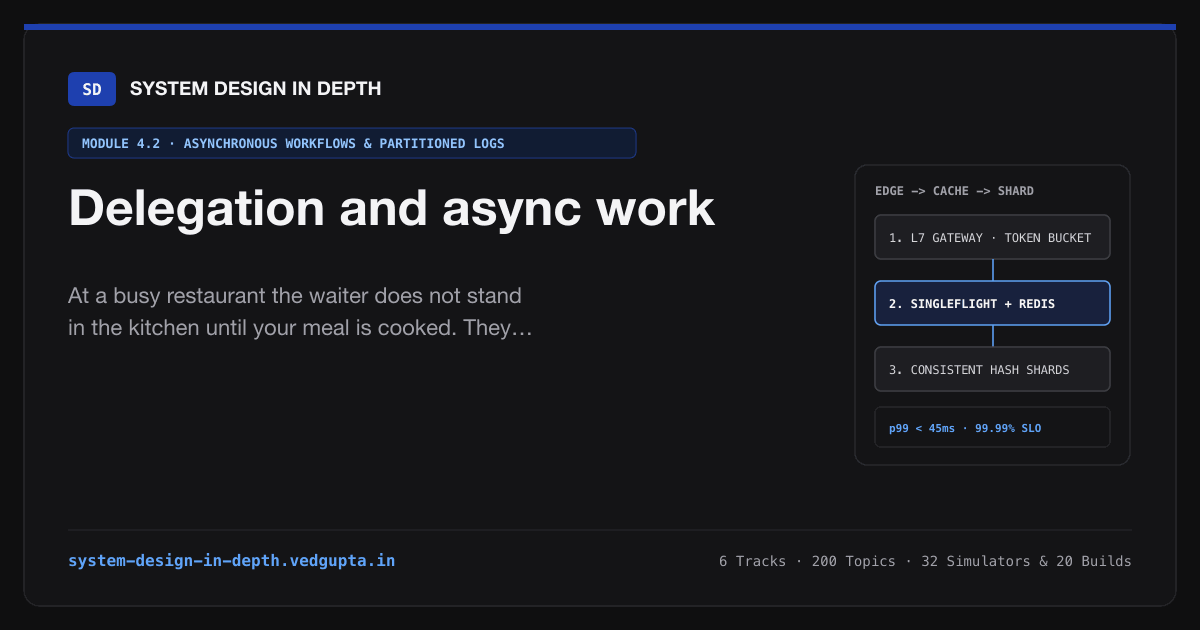 SD
SYSTEM DESIGN IN DEPTH
MODULE 4.2 · ASYNCHRONOUS WORKFLOWS & PARTITIONED LOGS
Delegation and async work
At a busy restaurant the waiter does not stand
in the kitchen until your meal is cooked. They…
EDGE —> CACHE —> SHARD
1. L7 GATEWAY · TOKEN BUCKET
2. SINGLEFLIGHT + REDIS
3. CONSISTENT HASH SHARDS
p99 < 45ms · 99.99% SLO
system-design-in-depth.vedgupta.in
6 Tracks · 200 Topics · 32 Simulators & 20 Builds